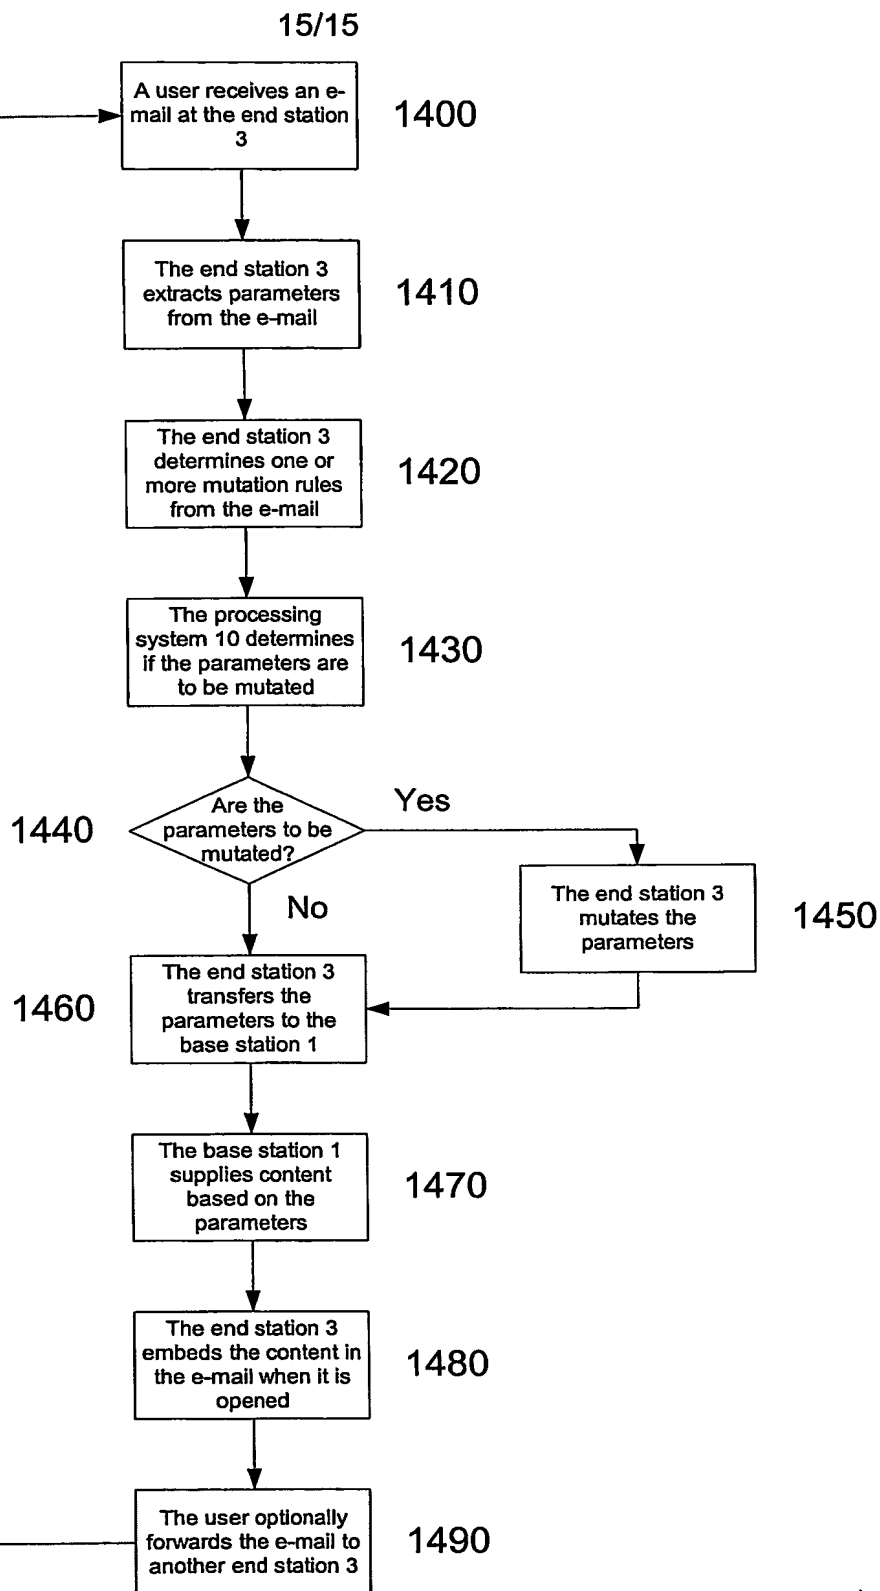 15/15
A user receives an e-
mail at the end station
3
1400
The end station 3
extracts parameters
from the e-mail
1410
The end station 3
determines one or
more mutation rules
from the e-mail
1420
The processing
system 10 determines
if the parameters are
to be mutated
1430
1440
Are the
parameters to be
mutated?
Yes
No
The end station 3
mutates the
parameters
1450
1460
The end station 3
transfers the
parameters to the
base station 1
The base station 1
supplies content
based on the
parameters
1470
The end station 3
embeds the content in
the e-mail when it is
opened
1480
The user optionally
forwards the e-mail to
another end station 3
1490